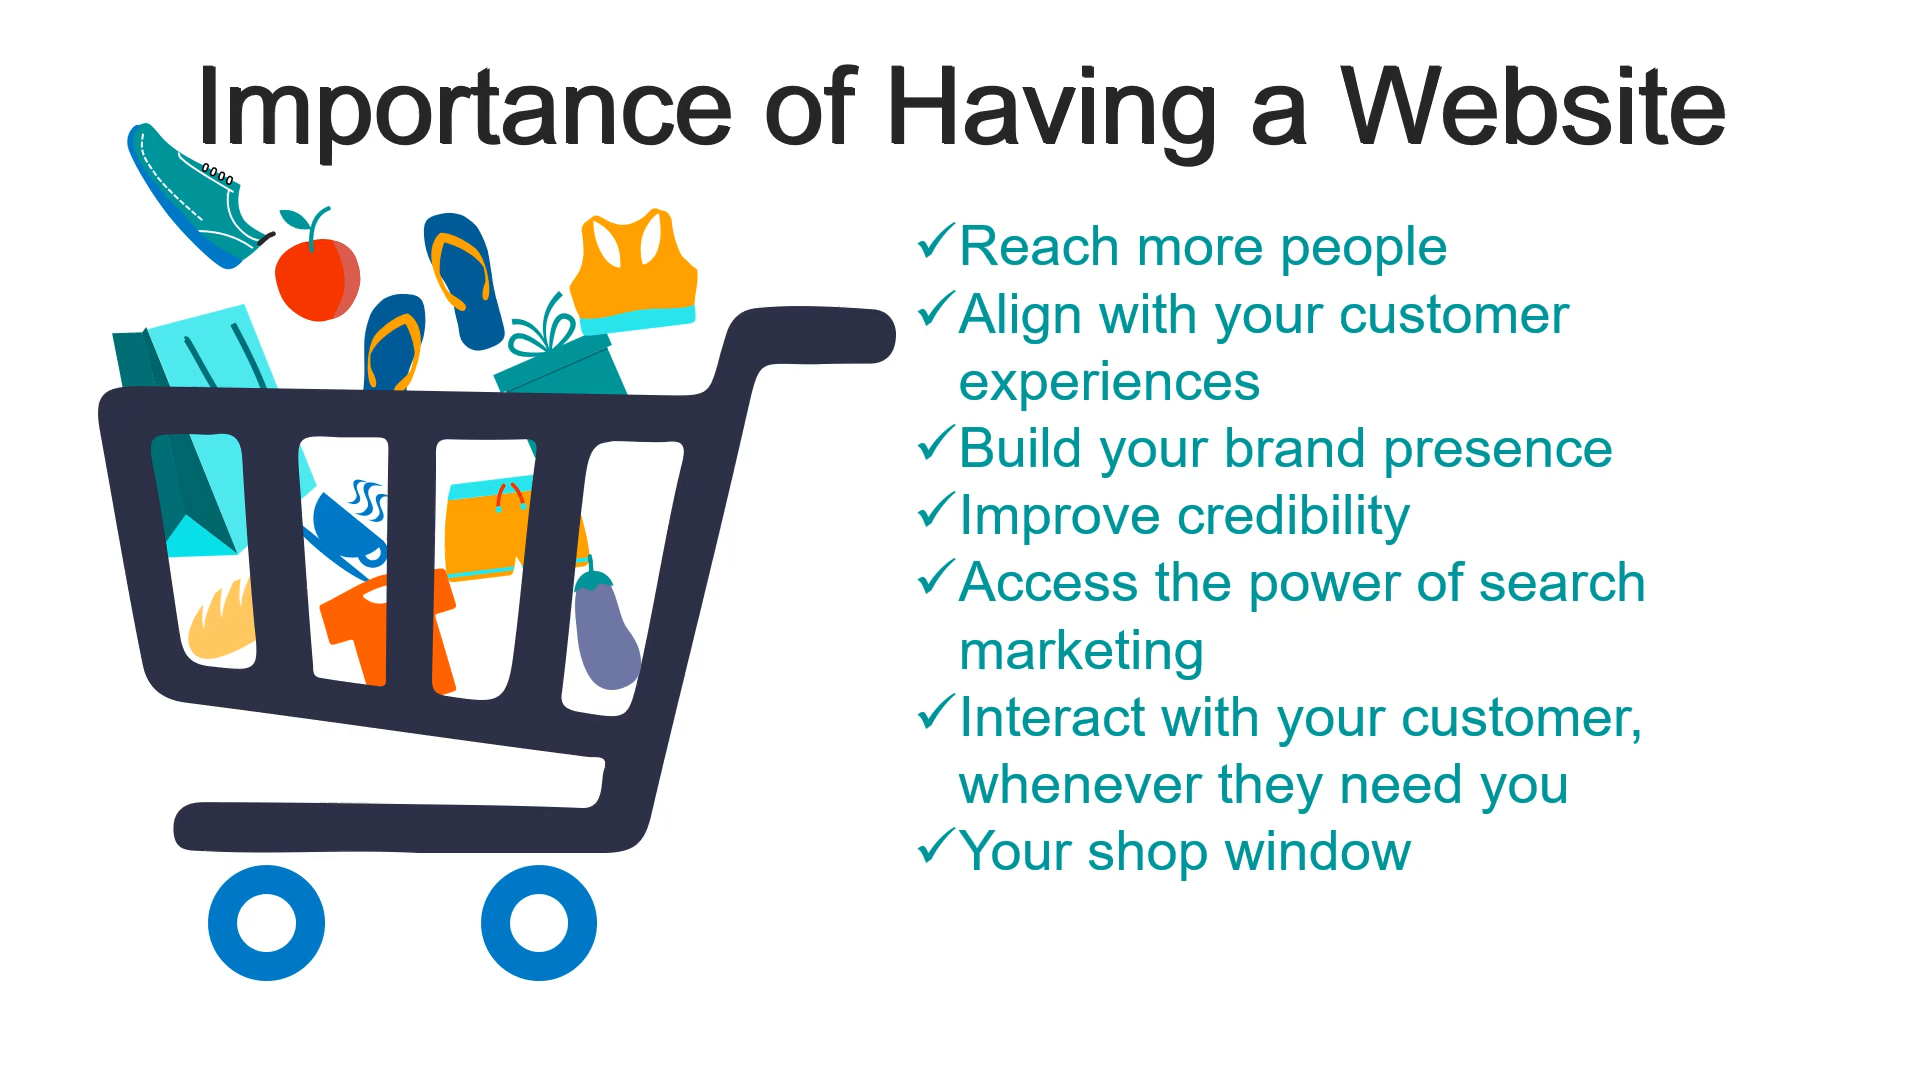 Importance of Having a Website
✓Reach more people
✓Align with your customer
experiences
✓Build your brand presence
✓Improve credibility
✓Access the power of search
marketing
✓Interact with your customer,
whenever they need you
✓Your shop window